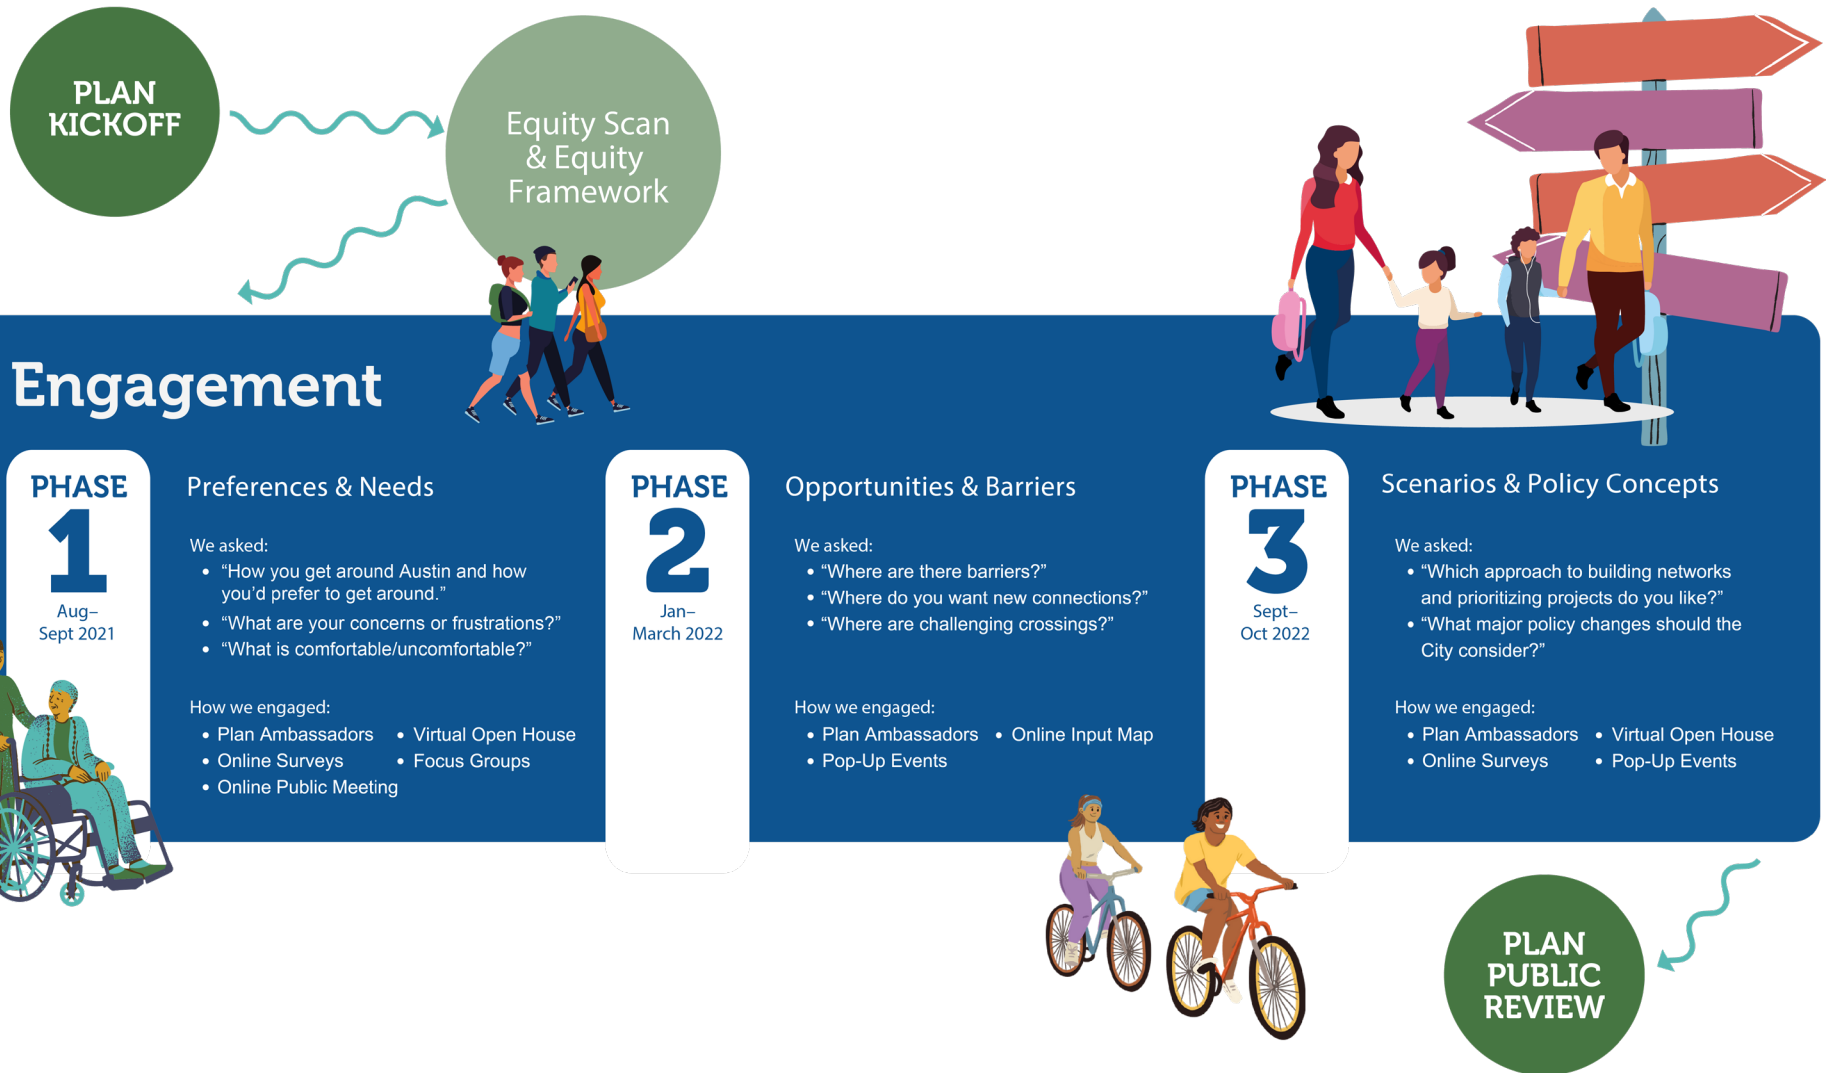 PLAN
KICKOFF
Equity Scan
& Equity
Framework
Engagement
PHASE
1
Aug–
Sept 2021
Preferences & Needs
We asked:
• “How you get around Austin and how
you’d prefer to get around.”
• “What are your concerns or frustrations?”
• “What is comfortable/uncomfortable?”
How we engaged:
• Plan Ambassadors
• Online Surveys
• Online Public Meeting
• Virtual Open House
• Focus Groups
PHASE
2
Jan–
March 2022
Opportunities & Barriers
We asked:
• “Where are there barriers?”
• “Where do you want new connections?”
• “Where are challenging crossings?”
How we engaged:
• Plan Ambassadors
• Pop-Up Events
• Online Input Map
PHASE
3
Sept–
Oct 2022
Scenarios & Policy Concepts
We asked:
• “Which approach to building networks
and prioritizing projects do you like?”
• “What major policy changes should the
City consider?”
How we engaged:
• Plan Ambassadors
• Online Surveys
• Virtual Open House
• Pop-Up Events
PLAN
PUBLIC
REVIEW